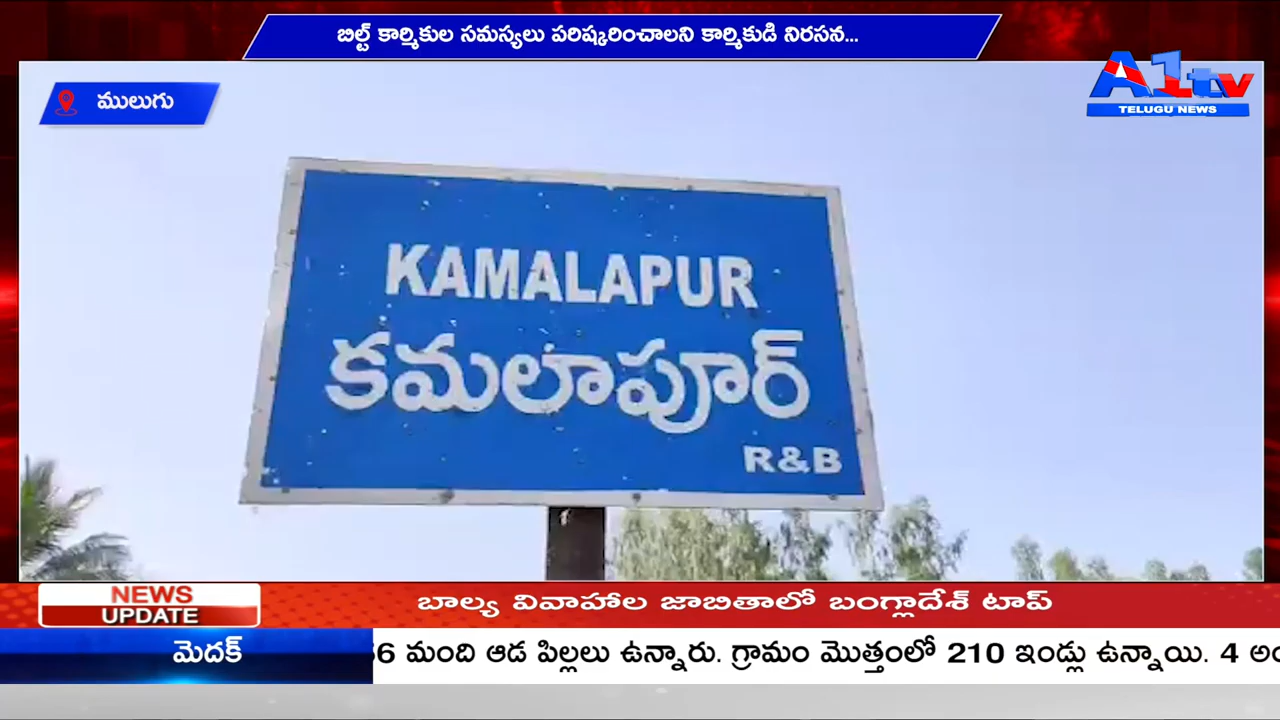 బిల్ట్ కార్మికుల సమస్యలు పరిష్కరించాలని కార్మికుడి నిరసన...
ములుగు
A1tv
TELUGU NEWS
KAMALAPUR
కమలాపూర్
R&B
NEWS
UPDATE
బాల్య వివాహాల జాబితాలో బంగ్లాదేశ్ టాప్
మెదక్
6 మంది ఆడ పిల్లలు ఉన్నారు. గ్రామం మొత్తంలో 210 ఇండ్లు ఉన్నాయి. 4